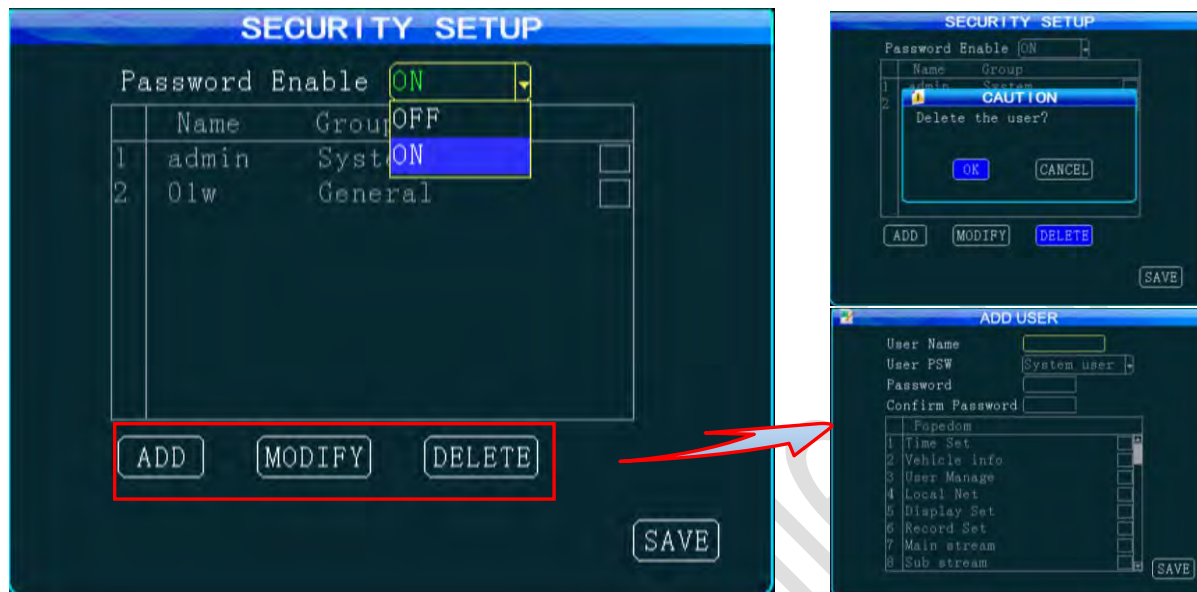 SECURITY SETUP
Password Enable ON
OFF
ON
Name Grou
1 admin Syst
2 01w General
ADD MODIFY DELETE
SAVE
SECURITY SETUP
Password Enable ON
Name Group
1 admin System
2
CAUTION
Delete the user?
OK CANCEL
ADD MODIFY DELETE
SAVE
ADD USER
User Name
User PSW System user
Password
Confirm Password
Popedom
1 Time Set
2 Vehicle info
3 User Manage
4 Local Net
5 Display Set
6 Record Set
7 Main stream
8 Sub stream
SAVE